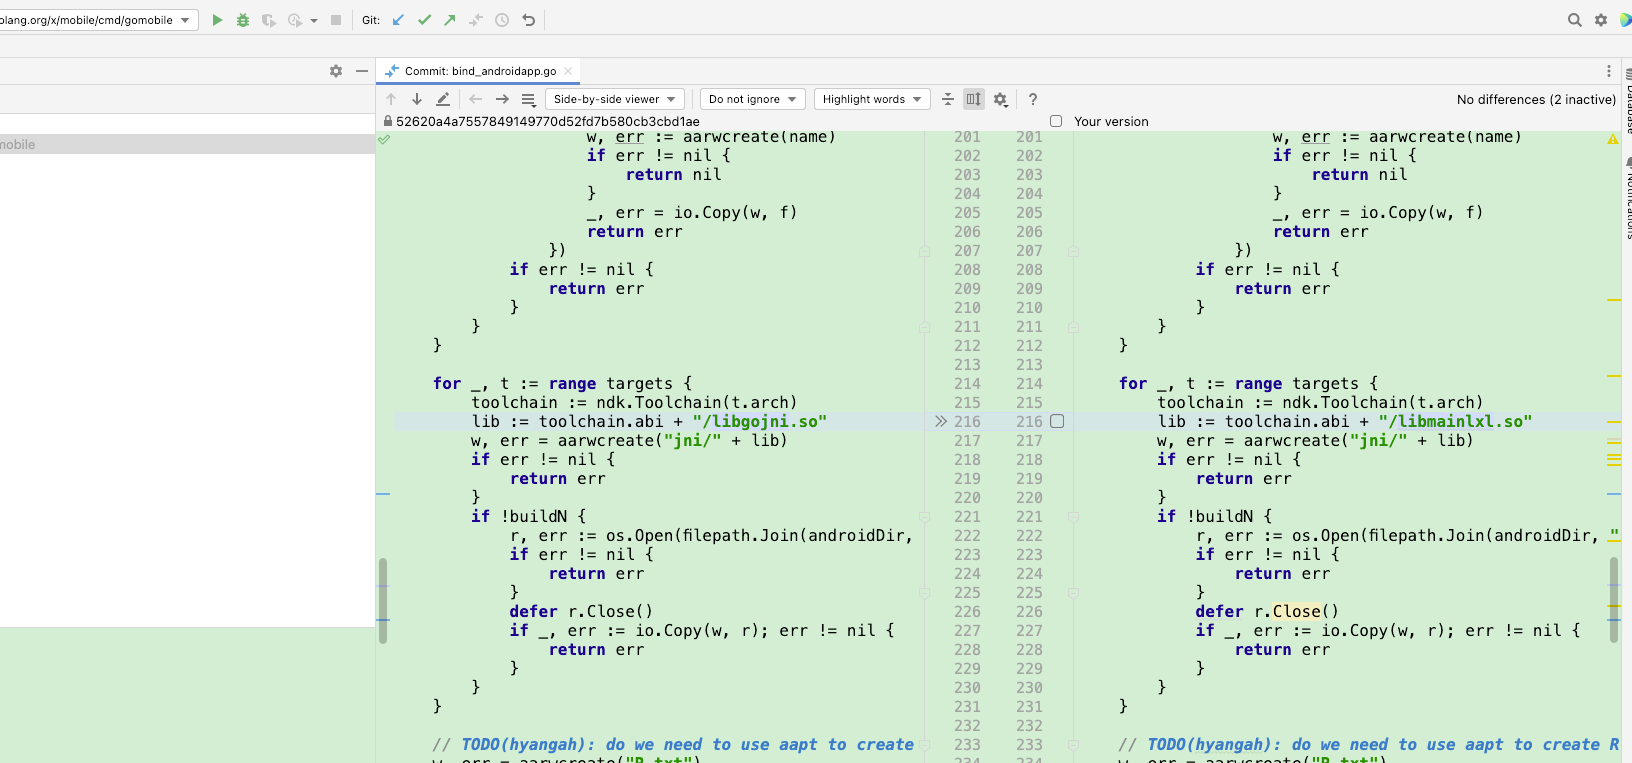 olang.org/x/mobile/cmd/gomobile
Git:
Commit: bind_androidapp.go
Side-by-side viewer
Do not ignore
Highlight words
?
No differences (2 inactive)
mobile
52620a4a7557849149770d52fd7b580cb3cbd1ae
Your version
w, err := aarwcreate(name) 201 201 w, err := aarwcreate(name)
if err != nil { 202 202 if err != nil {
return nil 203 203 return nil
} 204 204 }
_, err = io.Copy(w, f) 205 205 _, err = io.Copy(w, f)
return err 206 206 return err
}) 207 207 })
if err != nil { 208 208 if err != nil {
return err 209 209 return err
} 210 210 }
} 211 211 }
} 212 212 }
213 213
for _, t := range targets { 214 214 for _, t := range targets {
toolchain := ndk.Toolchain(t.arch) 215 215 toolchain := ndk.Toolchain(t.arch)
lib := toolchain.abi + "/libgojni.so" 216 216 lib := toolchain.abi + "/libmainlxl.so"
w, err = aarwcreate("jni/" + lib) 217 217 w, err = aarwcreate("jni/" + lib)
if err != nil { 218 218 if err != nil {
return err 219 219 return err
} 220 220 }
if !buildN { 221 221 if !buildN {
r, err := os.Open(filepath.Join(androidDir, 222 222 r, err := os.Open(filepath.Join(androidDir, "
if err != nil { 223 223 if err != nil {
return err 224 224 return err
} 225 225 }
defer r.Close() 226 226 defer r.Close()
if _, err := io.Copy(w, r); err != nil { 227 227 if _, err := io.Copy(w, r); err != nil {
return err 228 228 return err
} 229 229 }
} 230 230 }
} 231 231 }
232 232
// TODO(hyangah): do we need to use aapt to create 233 233 // TODO(hyangah): do we need to use aapt to create R
w, err = aarwcreate("R.txt") 234 234 w, err = aarwcreate("R.txt")
Database
Notifications